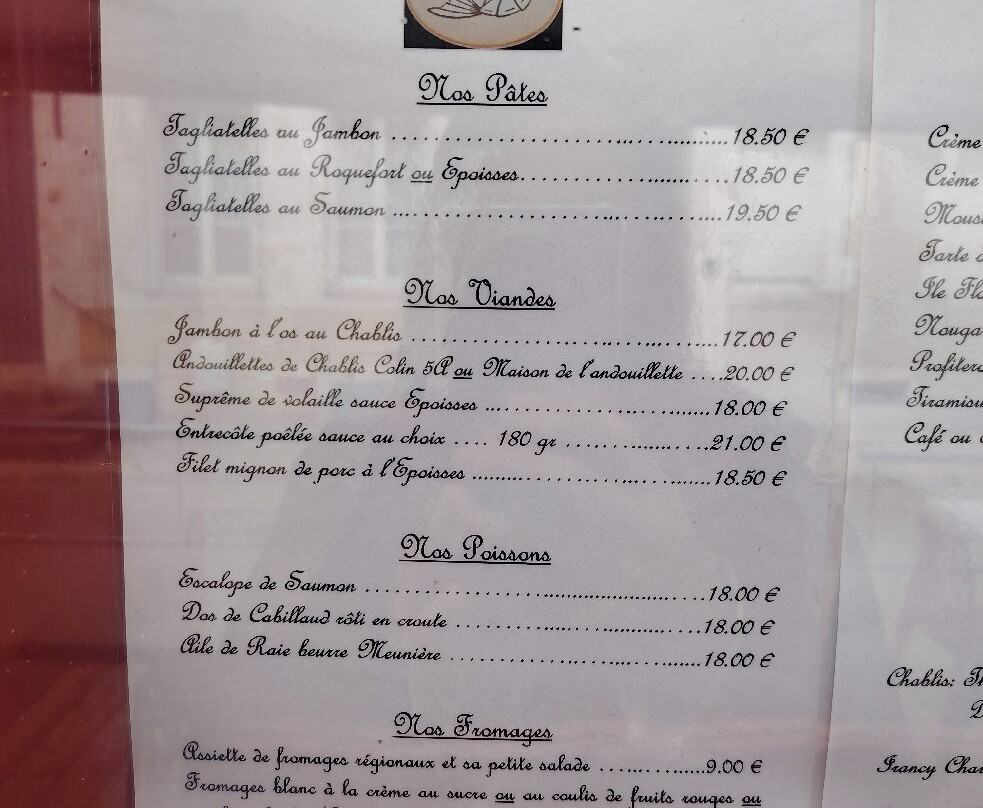 Nos Pâtes
Tagliatelles au Jambon ..................................18.50 €
Tagliatelles au Roquefort ou Epoisses.........................18.50 €
Tagliatelles au Saumon ..................................19.50 €
Nos Viandes
Jambon à l'os au Chablis ..................................17.00 €
Andouillettes de Chablis Colin 5A ou Maison de l'andouillette .....20.00 €
Suprême de volaille sauce Epoisses ..........................18.00 €
Entrecôte poêlée sauce au choix .... 180 gr ...................21.00 €
Filet mignon de porc à l'Epoisses ............................18.50 €
Nos Poissons
Escalope de Saumon ....................................18.00 €
Dos de Cabillaud rôti en croute ............................18.00 €
Aile de Raie beurre Meunière .............................18.00 €
Nos Fromages
Assiette de fromages régionaux et sa petite salade ..............9.00 €
Fromages blanc à la crème au sucre ou au coulis de fruits rouges ou
Crème
Crème
Mous
Tarte
Ile Flo
Nouga
Profiter
Tiramisu
Café ou
Chablis:
Irancy Char